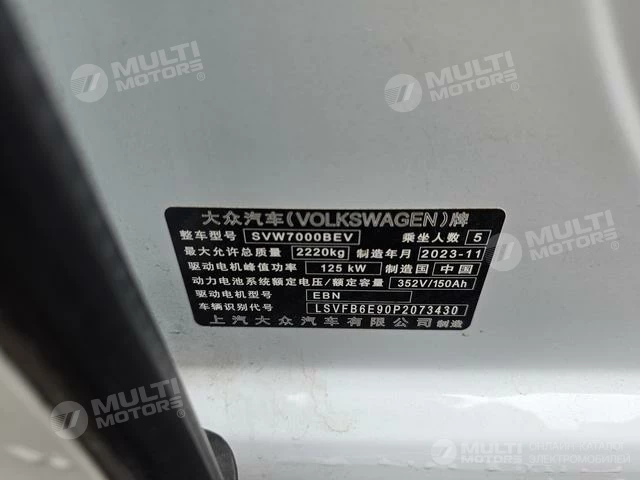 MULTI
MOTORS®
MULTI
MOTORS®
大众汽车(VOLKSWAGEN)牌
整车型号 SVW7000BEV 乘坐人数 5
最大允许总质量 2220kg 制造年月 2023-11
驱动电机峰值功率 125 kW 制造国 中国
动力电池系统额定电压/额定容量 352V/150Ah
驱动电机型号 EBN
车辆识别代号 LSVFB6E90P2073430
上汽大众汽车有限公司 制造
MULTI
MOTORS®
MULTI
MOTORS
ОНЛАЙН-КАТАЛОГ
ЭЛЕКТРОМОБИЛЕЙ